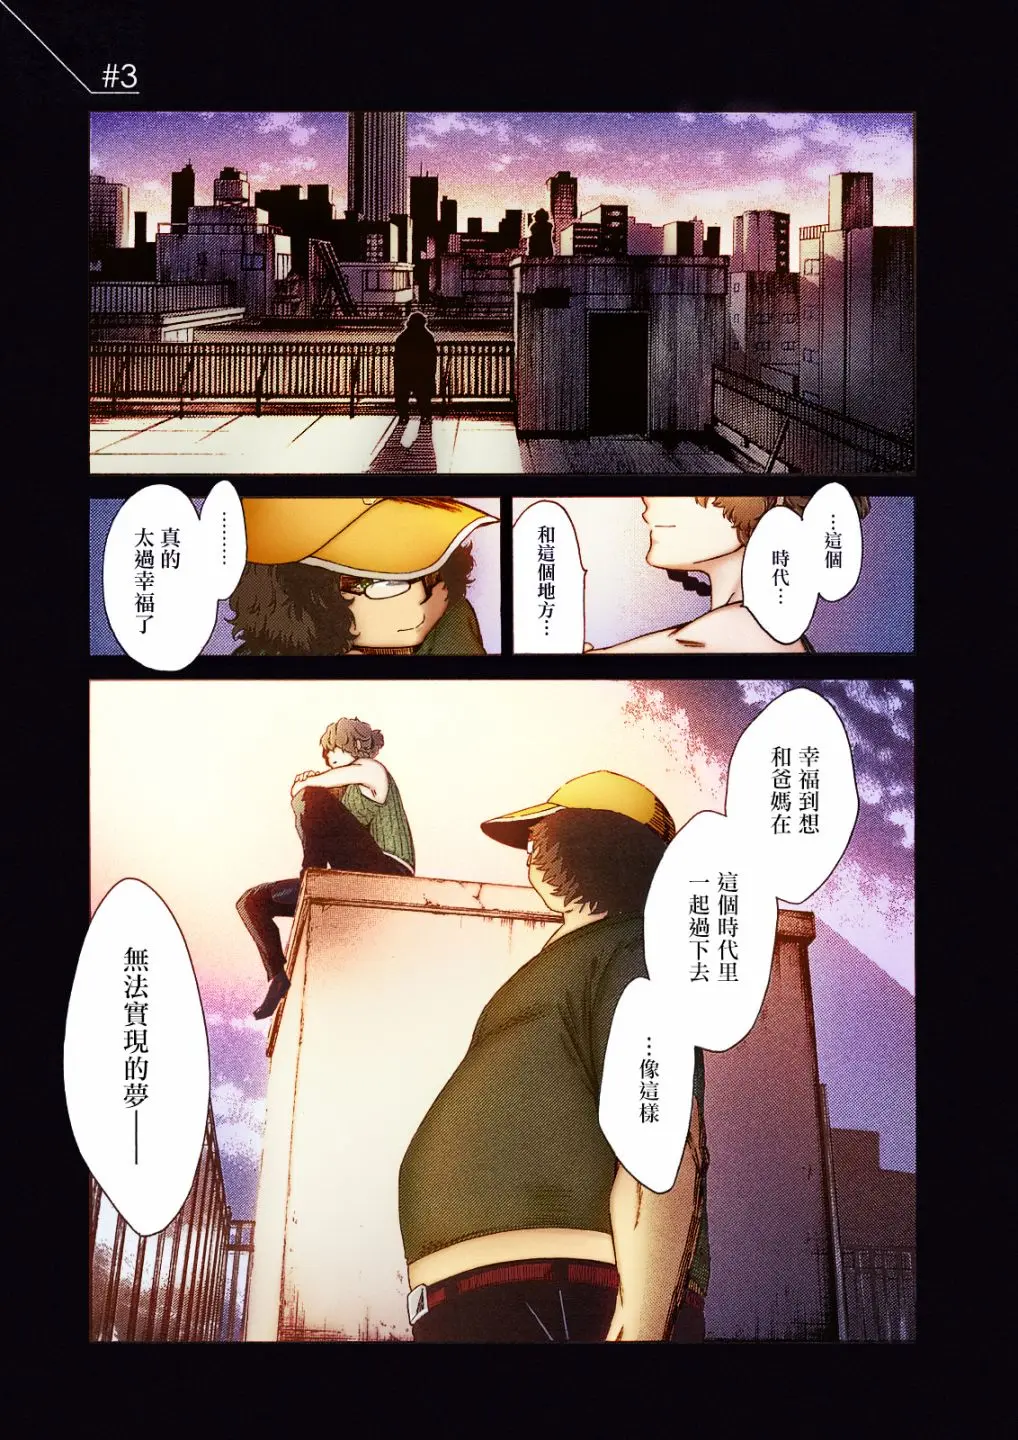 #3
…這個
時代…
和這個地方…
………
真的
太過幸福了
幸福到想
和爸媽在
這個時代里
一起過下去
…像這樣
無法實現的夢——